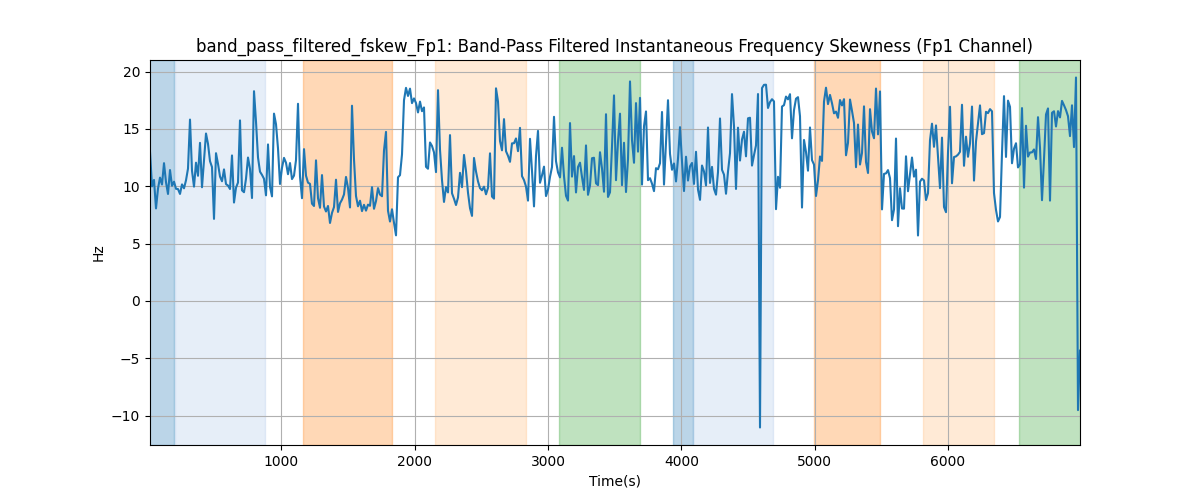 band_pass_filtered_fskew_Fp1: Band-Pass Filtered Instantaneous Frequency Skewness (Fp1 Channel)
20
15
10
5
0
−5
−10
Hz
1000 2000 3000 4000 5000 6000
Time(s)